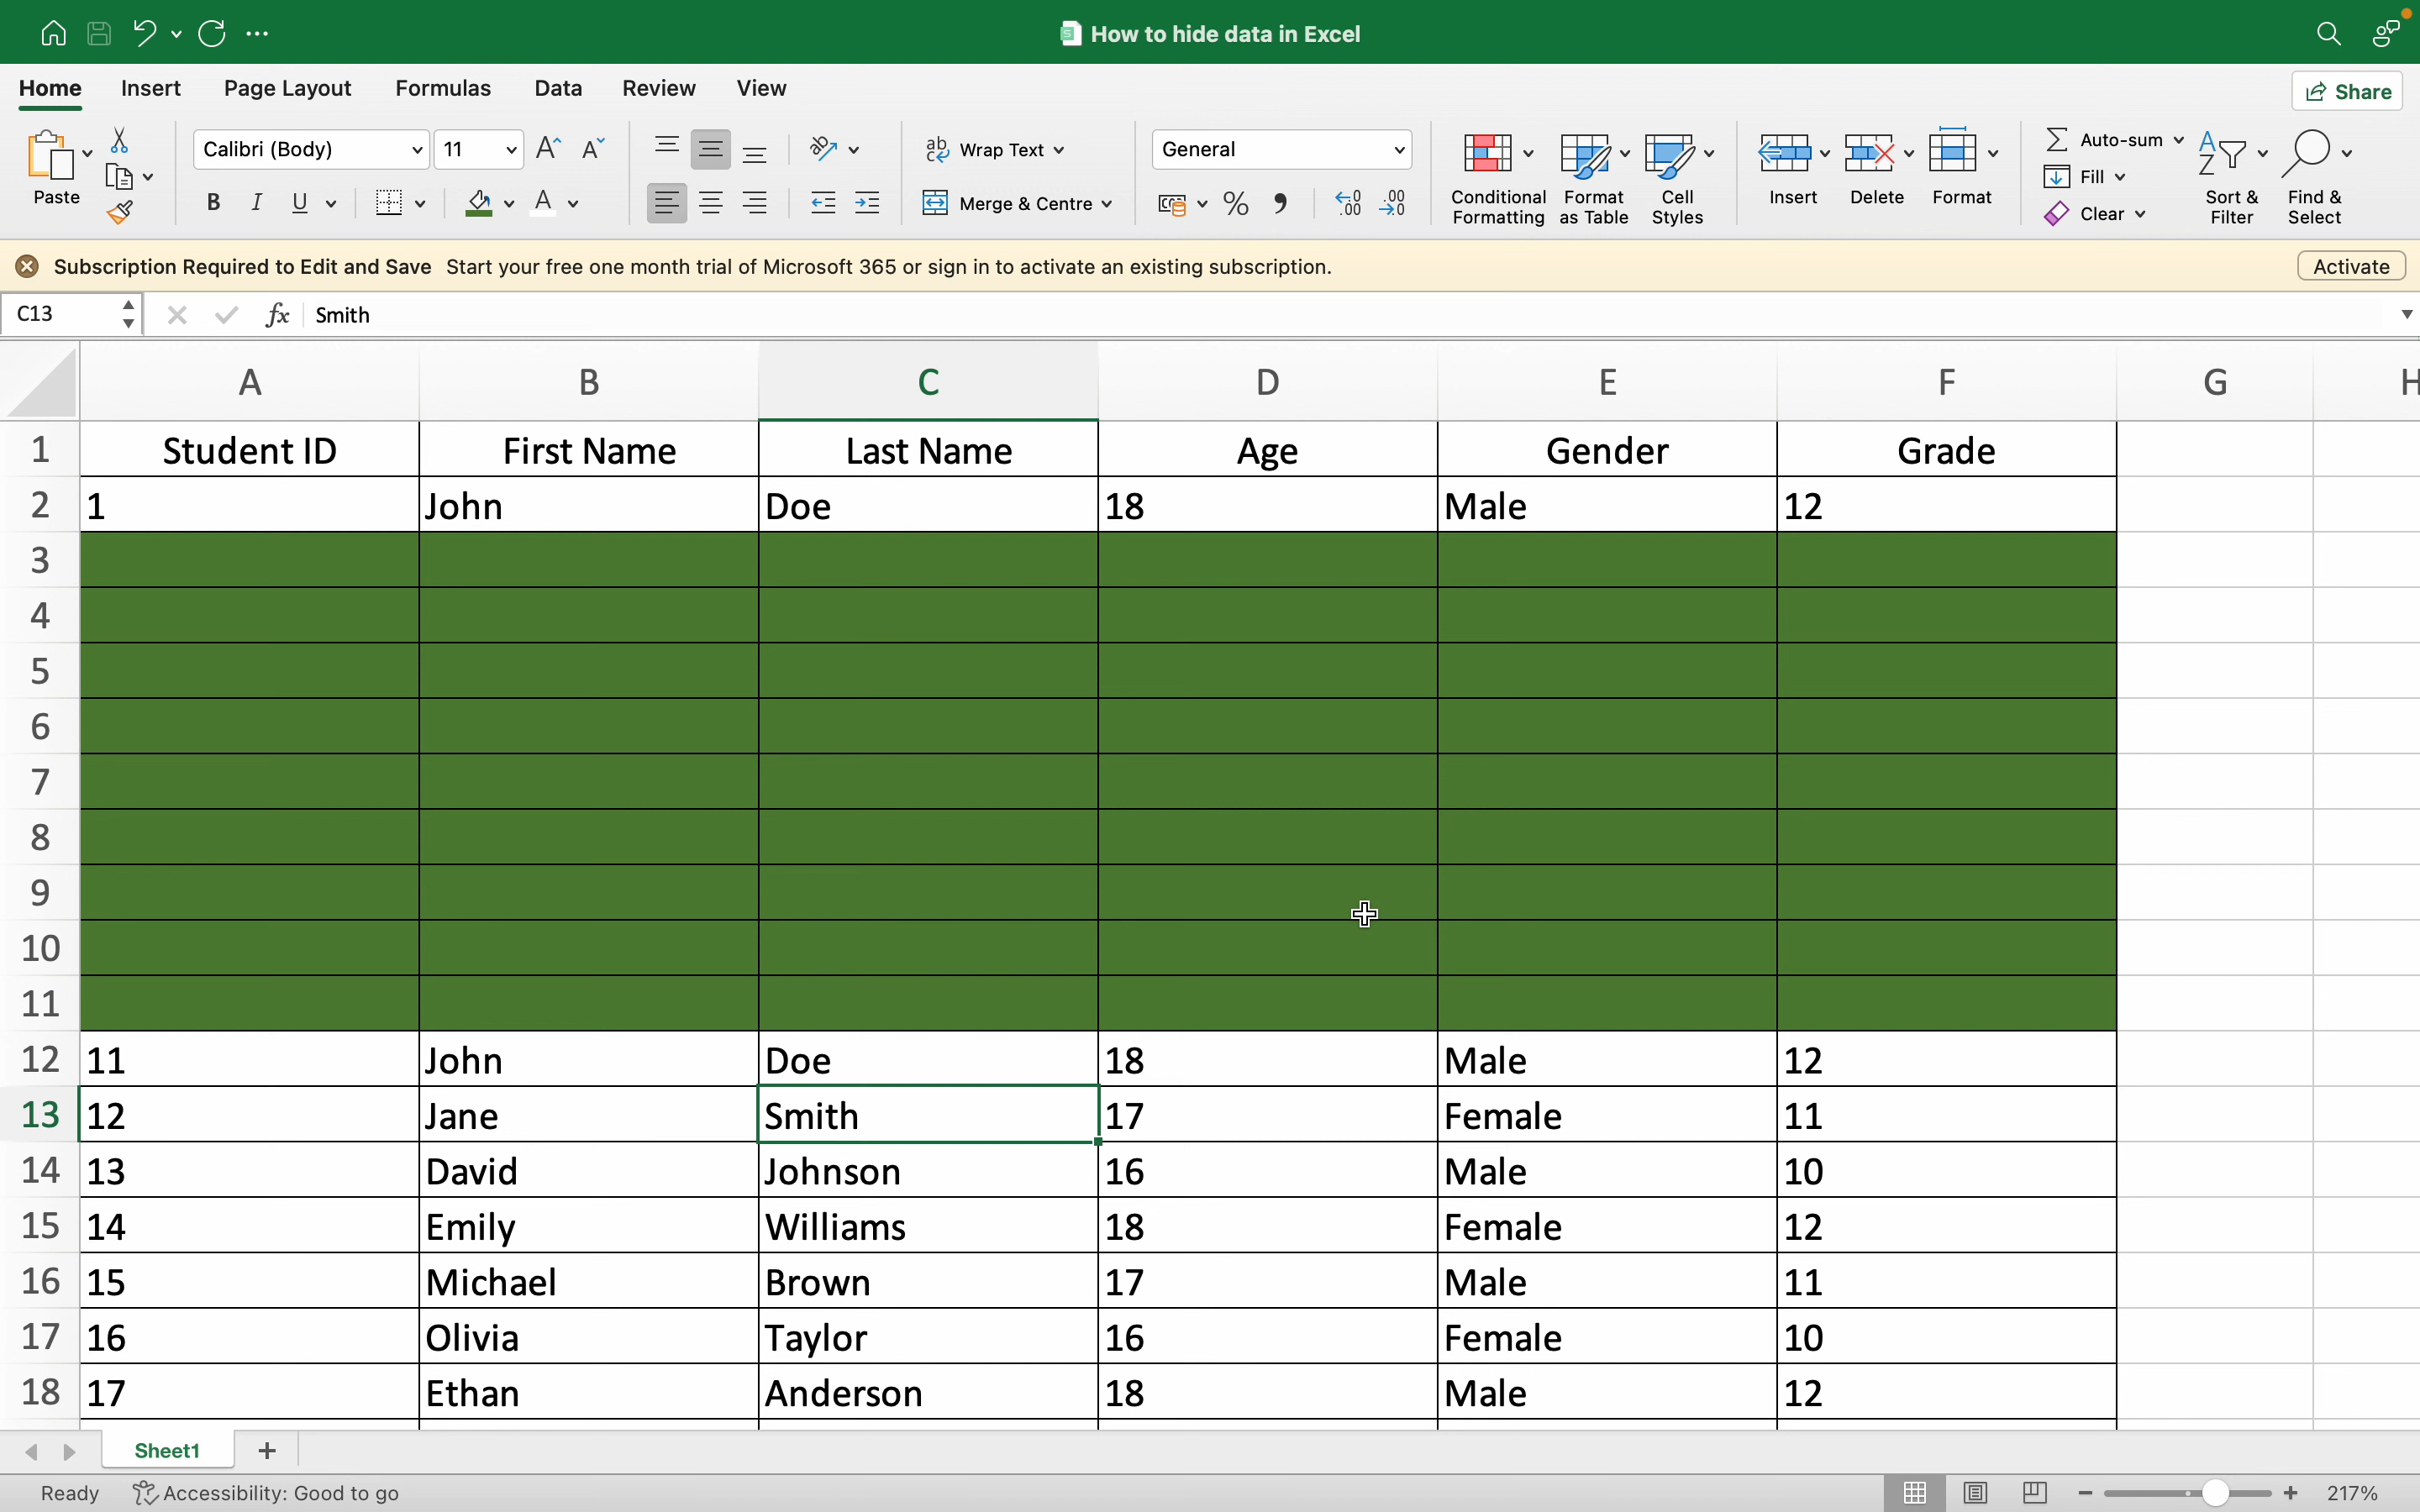 How to hide data in Excel
Home Insert Page Layout Formulas Data Review View Share
Paste Calibri (Body) 11 Wrap Text General Conditional Formatting Format as Table Cell Styles Insert Delete Format Auto-sum Sort & Filter Find & Select
B I U Merge & Centre Fill
Clear
Subscription Required to Edit and Save Start your free one month trial of Microsoft 365 or sign in to activate an existing subscription. Activate
C13 fx Smith
A B C D E F G H
1 Student ID First Name Last Name Age Gender Grade
2 1 John Doe 18 Male 12
3
4
5
6
7
8
9
10
11
12 11 John Doe 18 Male 12
13 12 Jane Smith 17 Female 11
14 13 David Johnson 16 Male 10
15 14 Emily Williams 18 Female 12
16 15 Michael Brown 17 Male 11
17 16 Olivia Taylor 16 Female 10
18 17 Ethan Anderson 18 Male 12
Sheet1
Ready Accessibility: Good to go 217%